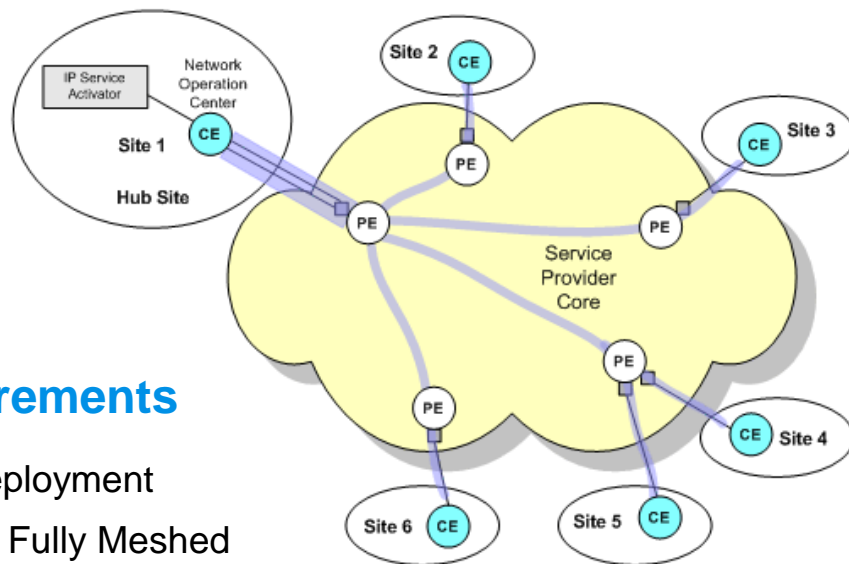 IP Service
Activator
Network
Operation
Center
CE
Site 1
Hub Site
Site 2
CE
PE
CE
Site 3
PE
PE
Service
Provider
Core
PE
PE
CE
Site 4
Site 5
CE
Site 6
CE
rements
eployment
Fully Meshed